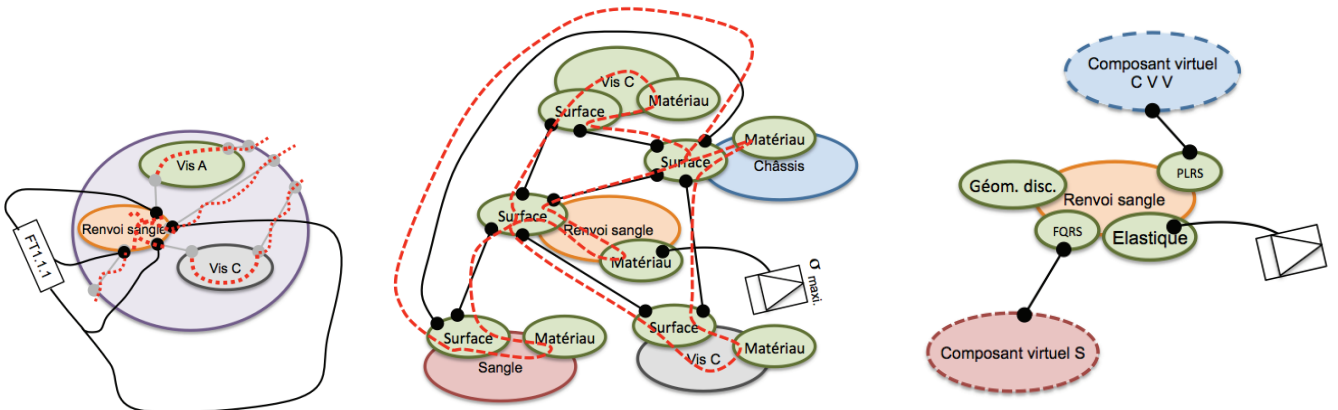 Vis A
Renvoi sangle
FT1.1.1
Vis C
Vis C
Matériau
Surface
Matériau
Surface
Châssis
Surface
Renvoi sangle
Matériau
σ maxi.
Surface
Matériau
Sangle
Surface
Matériau
Vis C
Composant virtuel
C V V
PLRS
Géom. disc.
Renvoi sangle
FQRS
Elastique
Composant virtuel S